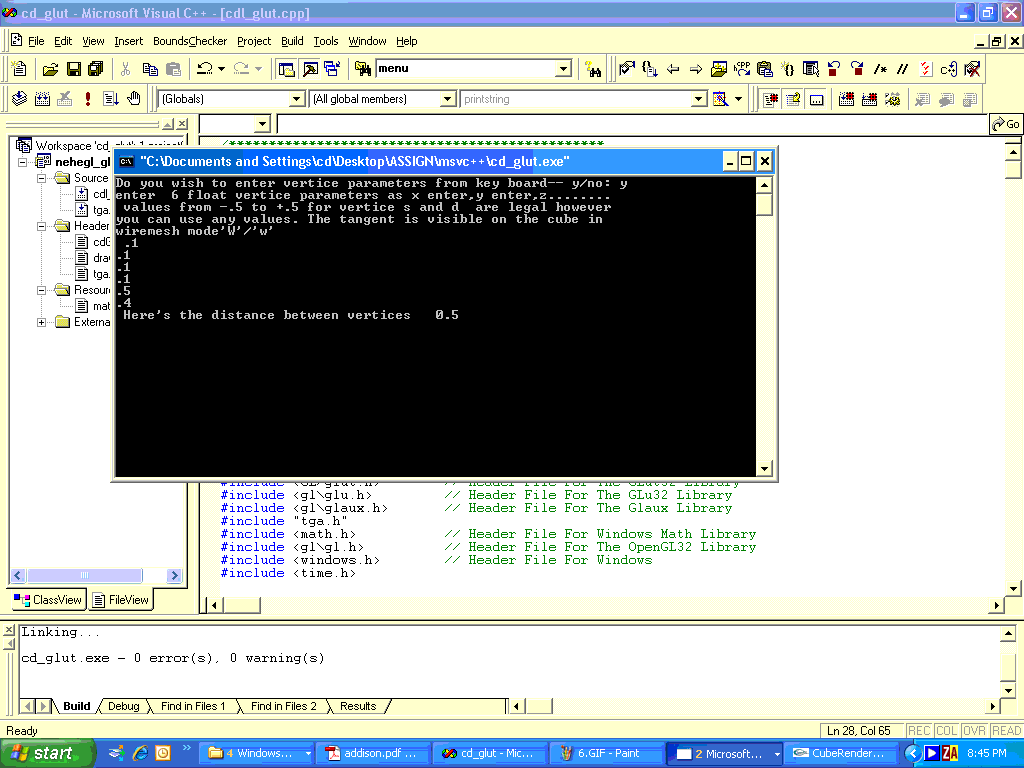 cd_glut - Microsoft Visual C++ - [cdl_glut.cpp]
File Edit View Insert BoundsChecker Project Build Tools Window Help
menu
(Globals) (All global members) printstring
Go
Workspace 'cd_
nehegl_gl
Source
cdl_
tga.
Header
cdG
dra
tga.
Resour
mat
Externa
ClassView FileView
"C:\Documents and Settings\cd\Desktop\ASSIGN\msvc++\cd_glut.exe"
Do you wish to enter vertice parameters from key board-- y/no: y
enter 6 float vertice parameters as x enter,y enter,z........
values from -.5 to +.5 for vertice s and d are legal however
you can use any values. The tangent is visible on the cube in
wiremesh mode'W'/'w'
.1
.1
.1
.1
.5
.4
Here's the distance between vertices 0.5
#include <GL/glut.h> // Header File For The GLut32 Library
#include <gl\glu.h> // Header File For The GLu32 Library
#include <gl\glaux.h> // Header File For The Glaux Library
#include "tga.h"
#include <math.h> // Header File For Windows Math Library
#include <gl\gl.h> // Header File For The OpenGL32 Library
#include <windows.h> // Header File For Windows
#include <time.h>
Linking...
cd_glut.exe - 0 error(s), 0 warning(s)
Build Debug Find in Files 1 Find in Files 2 Results
Ready Ln 28, Col 65 REC COL OVR READ
start 4 Windows... addison.pdf ... cd_glut - Mic... 6.GIF - Paint 2 Microsoft... CubeRender... ZA 8:45 PM